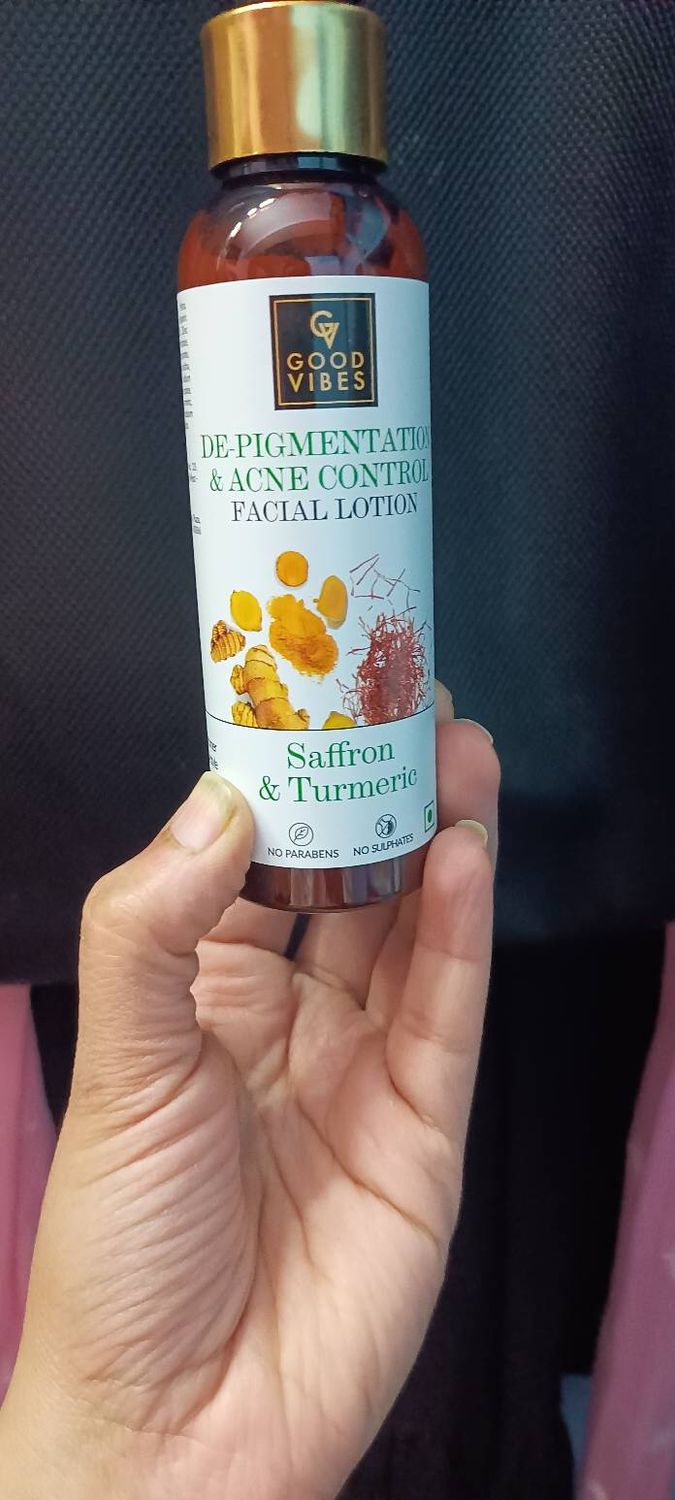 GV
GOOD
VIBES
DE-PIGMENTATION
& ACNE CONTROL
FACIAL LOTION
Saffron
& Turmeric
NO PARABENS NO SULPHATES